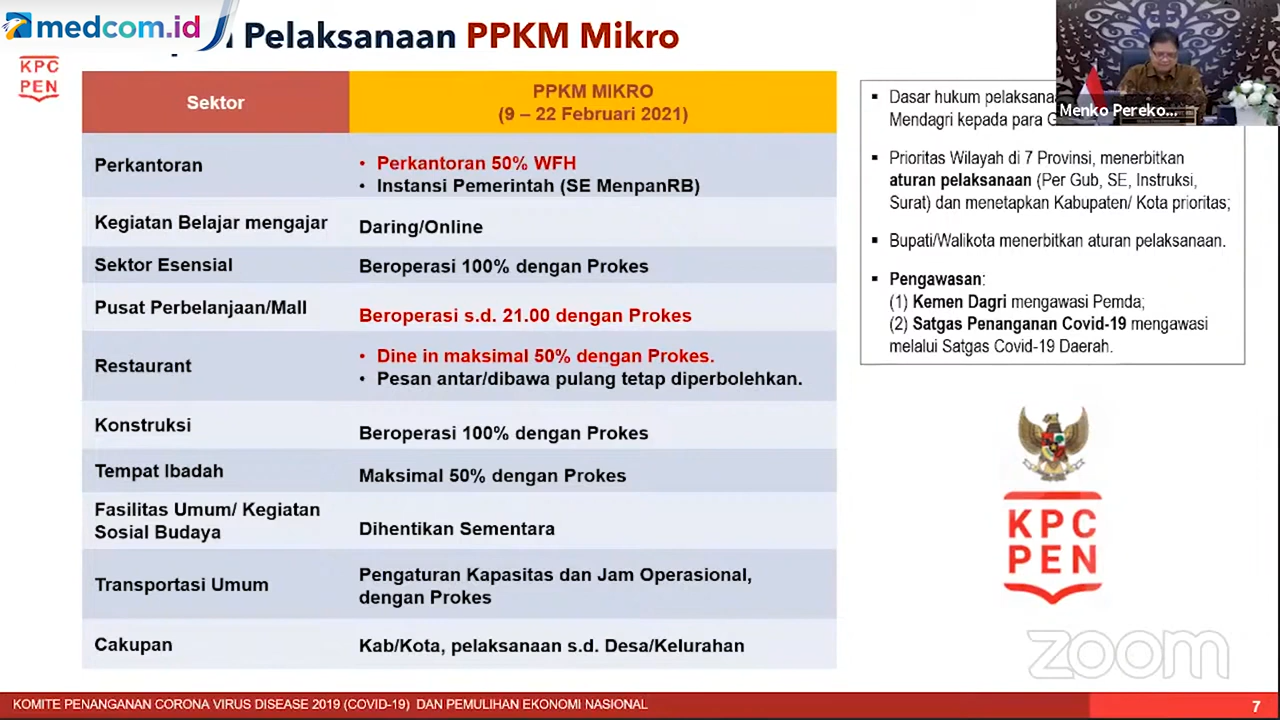 medcom.id
Pelaksanaan PPKM Mikro
KPC
PEN
Sektor
PPKM MIKRO
(9 – 22 Februari 2021)
Perkantoran
• Perkantoran 50% WFH
• Instansi Pemerintah (SE MenpanRB)
Kegiatan Belajar mengajar
Daring/Online
Sektor Esensial
Beroperasi 100% dengan Prokes
Pusat Perbelanjaan/Mall
Beroperasi s.d. 21.00 dengan Prokes
Restaurant
• Dine in maksimal 50% dengan Prokes.
• Pesan antar/dibawa pulang tetap diperbolehkan.
Konstruksi
Beroperasi 100% dengan Prokes
Tempat Ibadah
Maksimal 50% dengan Prokes
Fasilitas Umum/ Kegiatan
Sosial Budaya
Dihentikan Sementara
Transportasi Umum
Pengaturan Kapasitas dan Jam Operasional,
dengan Prokes
Cakupan
Kab/Kota, pelaksanaan s.d. Desa/Kelurahan
Menko Pereko...
▪ Dasar hukum
Mendagri kepada para
▪ Prioritas Wilayah di 7 Provinsi, menerbitkan
aturan pelaksanaan (Per Gub, SE, Instruksi,
Surat) dan menetapkan Kabupaten/ Kota prioritas;
▪ Bupati/Walikota menerbitkan aturan pelaksanaan.
▪ Pengawasan:
(1) Kemen Dagri mengawasi Pemda;
(2) Satgas Penanganan Covid-19 mengawasi
melalui Satgas Covid-19 Daerah.
KPC
PEN
zoom
KOMITE PENANGANAN CORONA VIRUS DISEASE 2019 (COVID-19) DAN PEMULIHAN EKONOMI NASIONAL
7